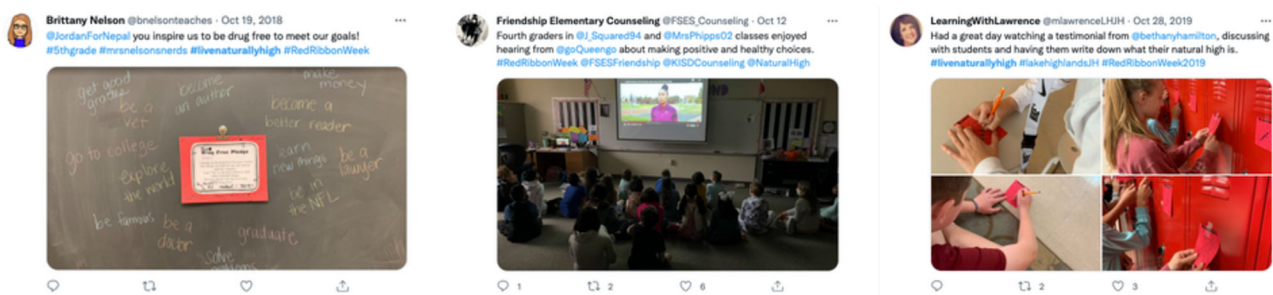 Brittany Nelson @bnelsonteaches · Oct 19, 2018
@JordanForNepal you inspire us to be drug free to meet our goals!
#5thgrade #mrsnelsonsnerds #livenaturallyhigh #RedRibbonWeek
get good
grades
become
an author
make
money
be a
vet
become a
better reader
go to college
Drug Free Pledge
learn
new things
be a
lawyer
explore
the world
be in
the NFL
be famous
be a
doctor
graduate
solve
Friendship Elementary Counseling @FSES_Counseling · Oct 12
Fourth graders in @J_Squared94 and @MrsPhipps02 classes enjoyed
hearing from @goQueengo about making positive and healthy choices.
#RedRibbonWeek @FSESFriendship @KISDCounseling @NaturalHigh
1
2
6
LearningWithLawrence @mlawrenceLHJH · Oct 28, 2019
Had a great day watching a testimonial from @bethanyhamilton, discussing
with students and having them write down what their natural high is.
#livenaturallyhigh #lakehighlandsJH #RedRibbonWeek2019
2
3